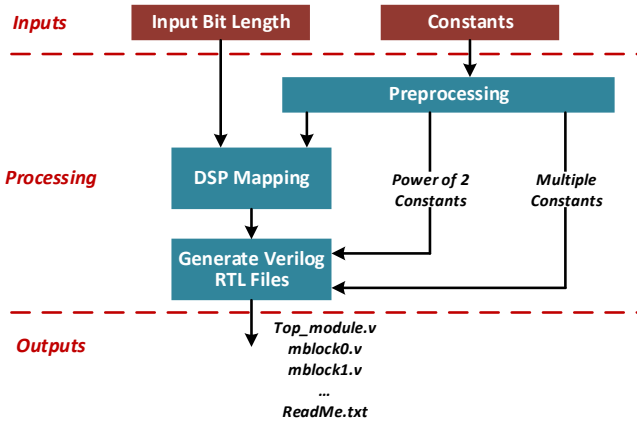 Inputs
Input Bit Length
Constants
Preprocessing
Processing
DSP Mapping
Power of 2
Constants
Multiple
Constants
Generate Verilog
RTL Files
Outputs
Top_module.v
mblock0.v
mblock1.v
...
ReadMe.txt